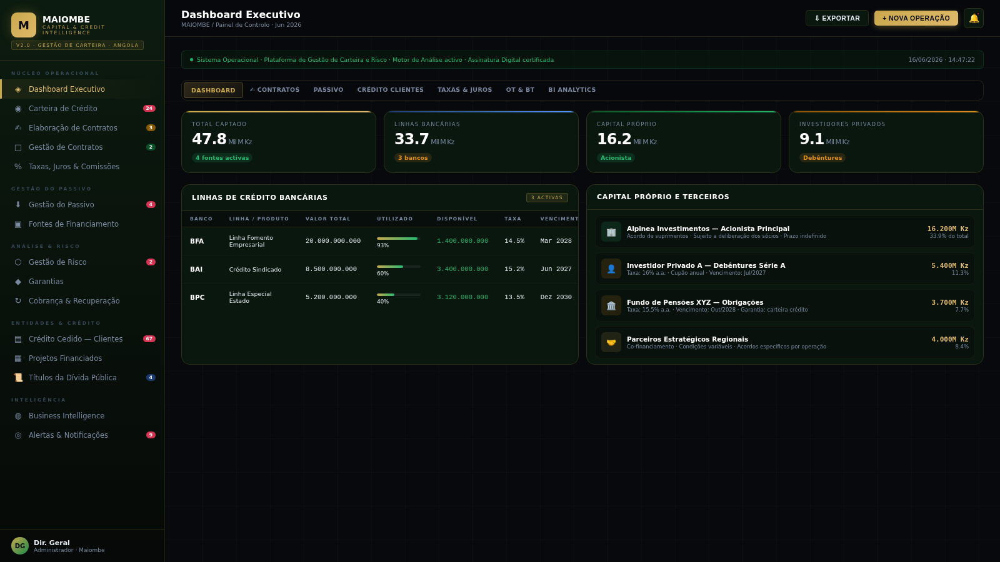 M
MAIOMBE
CAPITAL & CREDIT
INTELLIGENCE
V2.0 · GESTÃO DE CARTEIRA · ANGOLA
NÚCLEO OPERACIONAL
Dashboard Executivo
Carteira de Crédito 24
Elaboração de Contratos 3
Gestão de Contratos 2
% Taxas, Juros & Comissões
GESTÃO DO PASSIVO
Gestão do Passivo 4
Fontes de Financiamento
ANÁLISE & RISCO
Gestão de Risco 2
Garantias
Cobrança & Recuperação
ENTIDADES & CRÉDITO
Crédito Cedido — Clientes 67
Projetos Financiados
Títulos da Dívida Pública 4
INTELIGÊNCIA
Business Intelligence
Alertas & Notificações 9
DG
Dir. Geral
Administrador · Maiombe
Dashboard Executivo
MAIOMBE / Painel de Controlo · Jun 2026
⇩ EXPORTAR
+ NOVA OPERAÇÃO
Sistema Operacional · Plataforma de Gestão de Carteira e Risco · Motor de Análise activo · Assinatura Digital certificada
16/06/2026 · 14:47:22
DASHBOARD
✍ CONTRATOS
PASSIVO
CRÉDITO CLIENTES
TAXAS & JUROS
OT & BT
BI ANALYTICS
TOTAL CAPTADO
47.8 Mil M Kz
4 fontes activas
LINHAS BANCÁRIAS
33.7 Mil M Kz
3 bancos
CAPITAL PRÓPRIO
16.2 Mil M Kz
Acionista
INVESTIDORES PRIVADOS
9.1 Mil M Kz
Debêntures
LINHAS DE CRÉDITO BANCÁRIAS
3 ACTIVAS
BANCO LINHA / PRODUTO VALOR TOTAL UTILIZADO DISPONÍVEL TAXA VENCIMENT
BFA Linha Fomento Empresarial 20.000.000.000 93% 1.400.000.000 14.5% Mar 2028
BAI Crédito Sindicado 8.500.000.000 60% 3.400.000.000 15.2% Jun 2027
BPC Linha Especial Estado 5.200.000.000 40% 3.120.000.000 13.5% Dez 2030
CAPITAL PRÓPRIO E TERCEIROS
Alpinea Investimentos — Acionista Principal 16.200M Kz
Acordo de suprimentos · Sujeito a deliberação dos sócios · Prazo indefinido 33.9% do total
Investidor Privado A — Debêntures Série A 5.400M Kz
Taxa: 16% a.a. · Cupão anual · Vencimento: Jul/2027 11.3%
Fundo de Pensões XYZ — Obrigações 3.700M Kz
Taxa: 15.5% a.a. · Vencimento: Out/2028 · Garantia: carteira crédito 7.7%
Parceiros Estratégicos Regionais 4.000M Kz
Co-financiamento · Condições variáveis · Acordos específicos por operação 8.4%